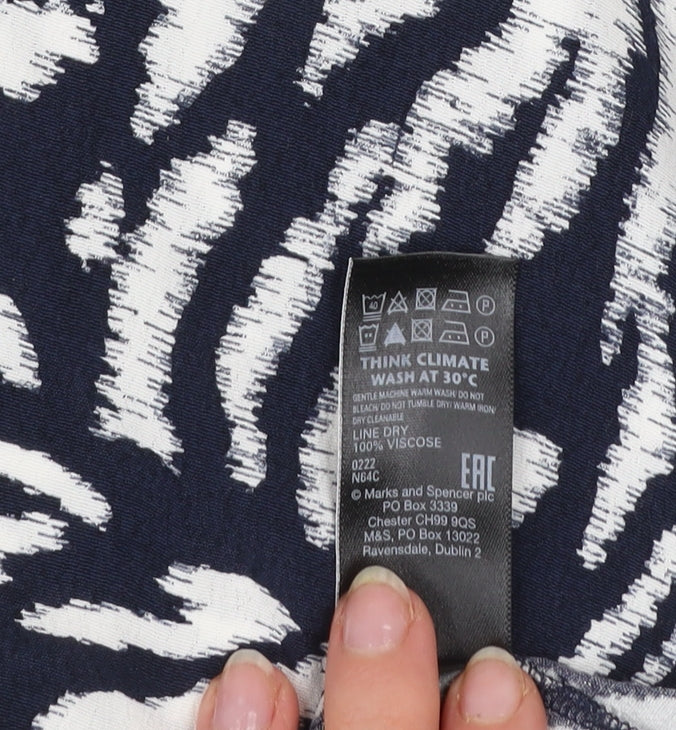 40 P
P
THINK CLIMATE
WASH AT 30°C
GENTLE MACHINE WARM WASH/ DO NOT
BLEACH/ DO NOT TUMBLE DRY/ WARM IRON/
DRY CLEANABLE
LINE DRY
100% VISCOSE
0222
N64C
EAC
© Marks and Spencer plc
PO Box 3339
Chester CH99 9QS
M&S, PO BOX 13022
Ravensdale, Dublin 2